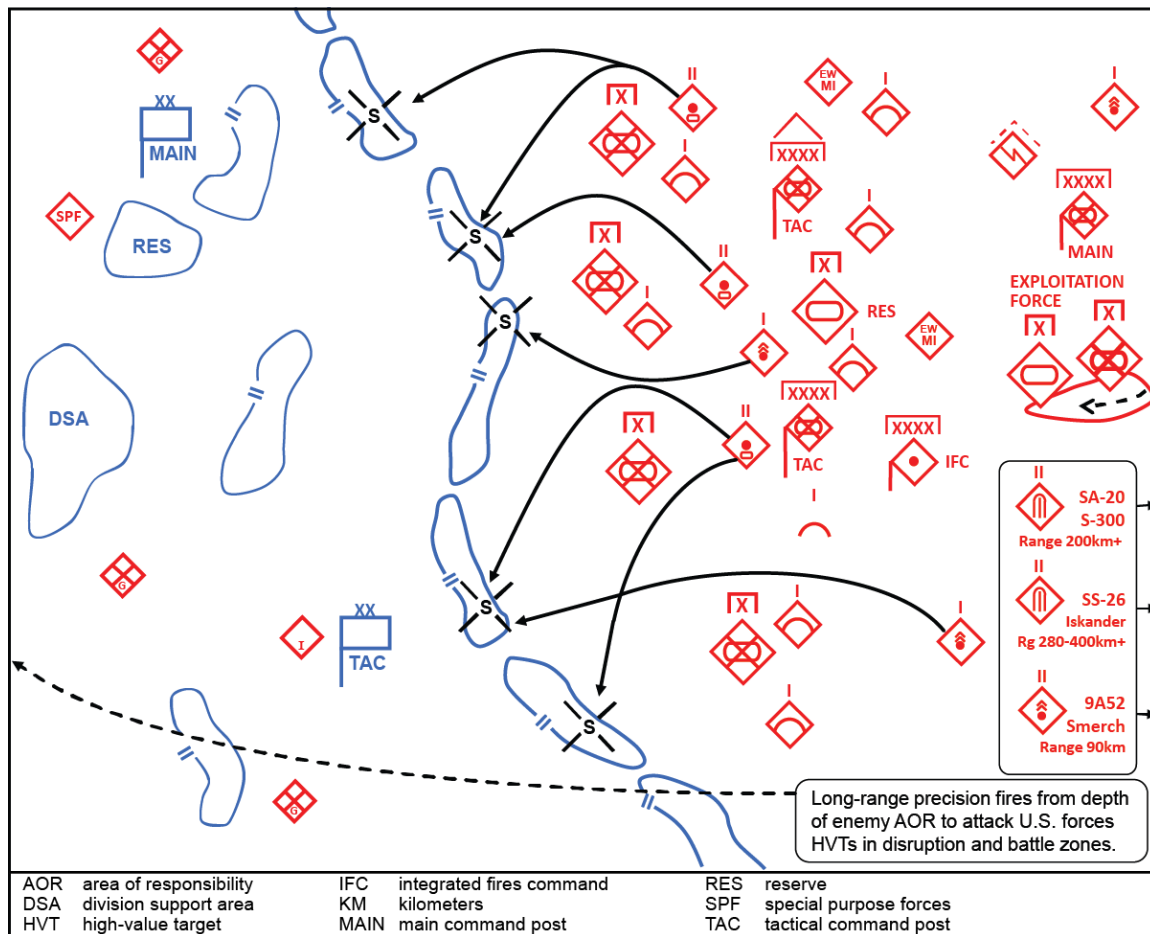 G
XX
MAIN
SPF
RES
DSA
G
I
XX
TAC
G
S
S
S
S
S
II
X
I
EW
MI
I
I
XXXX
TAC
I
XXXX
MAIN
X
I
II
X
RES
I
I
EW
MI
EXPLOITATION
FORCE
X
X
X
II
XXXX
TAC
XXXX
IFC
I
X
I
I
I
II
SA-20
S-300
Range 200km+
II
SS-26
Iskander
Rg 280-400km+
II
9A52
Smerch
Range 90km
Long-range precision fires from depth
of enemy AOR to attack U.S. forces
HVTs in disruption and battle zones.
AOR area of responsibility IFC integrated fires command RES reserve
DSA division support area KM kilometers SPF special purpose forces
HVT high-value target MAIN main command post TAC tactical command post